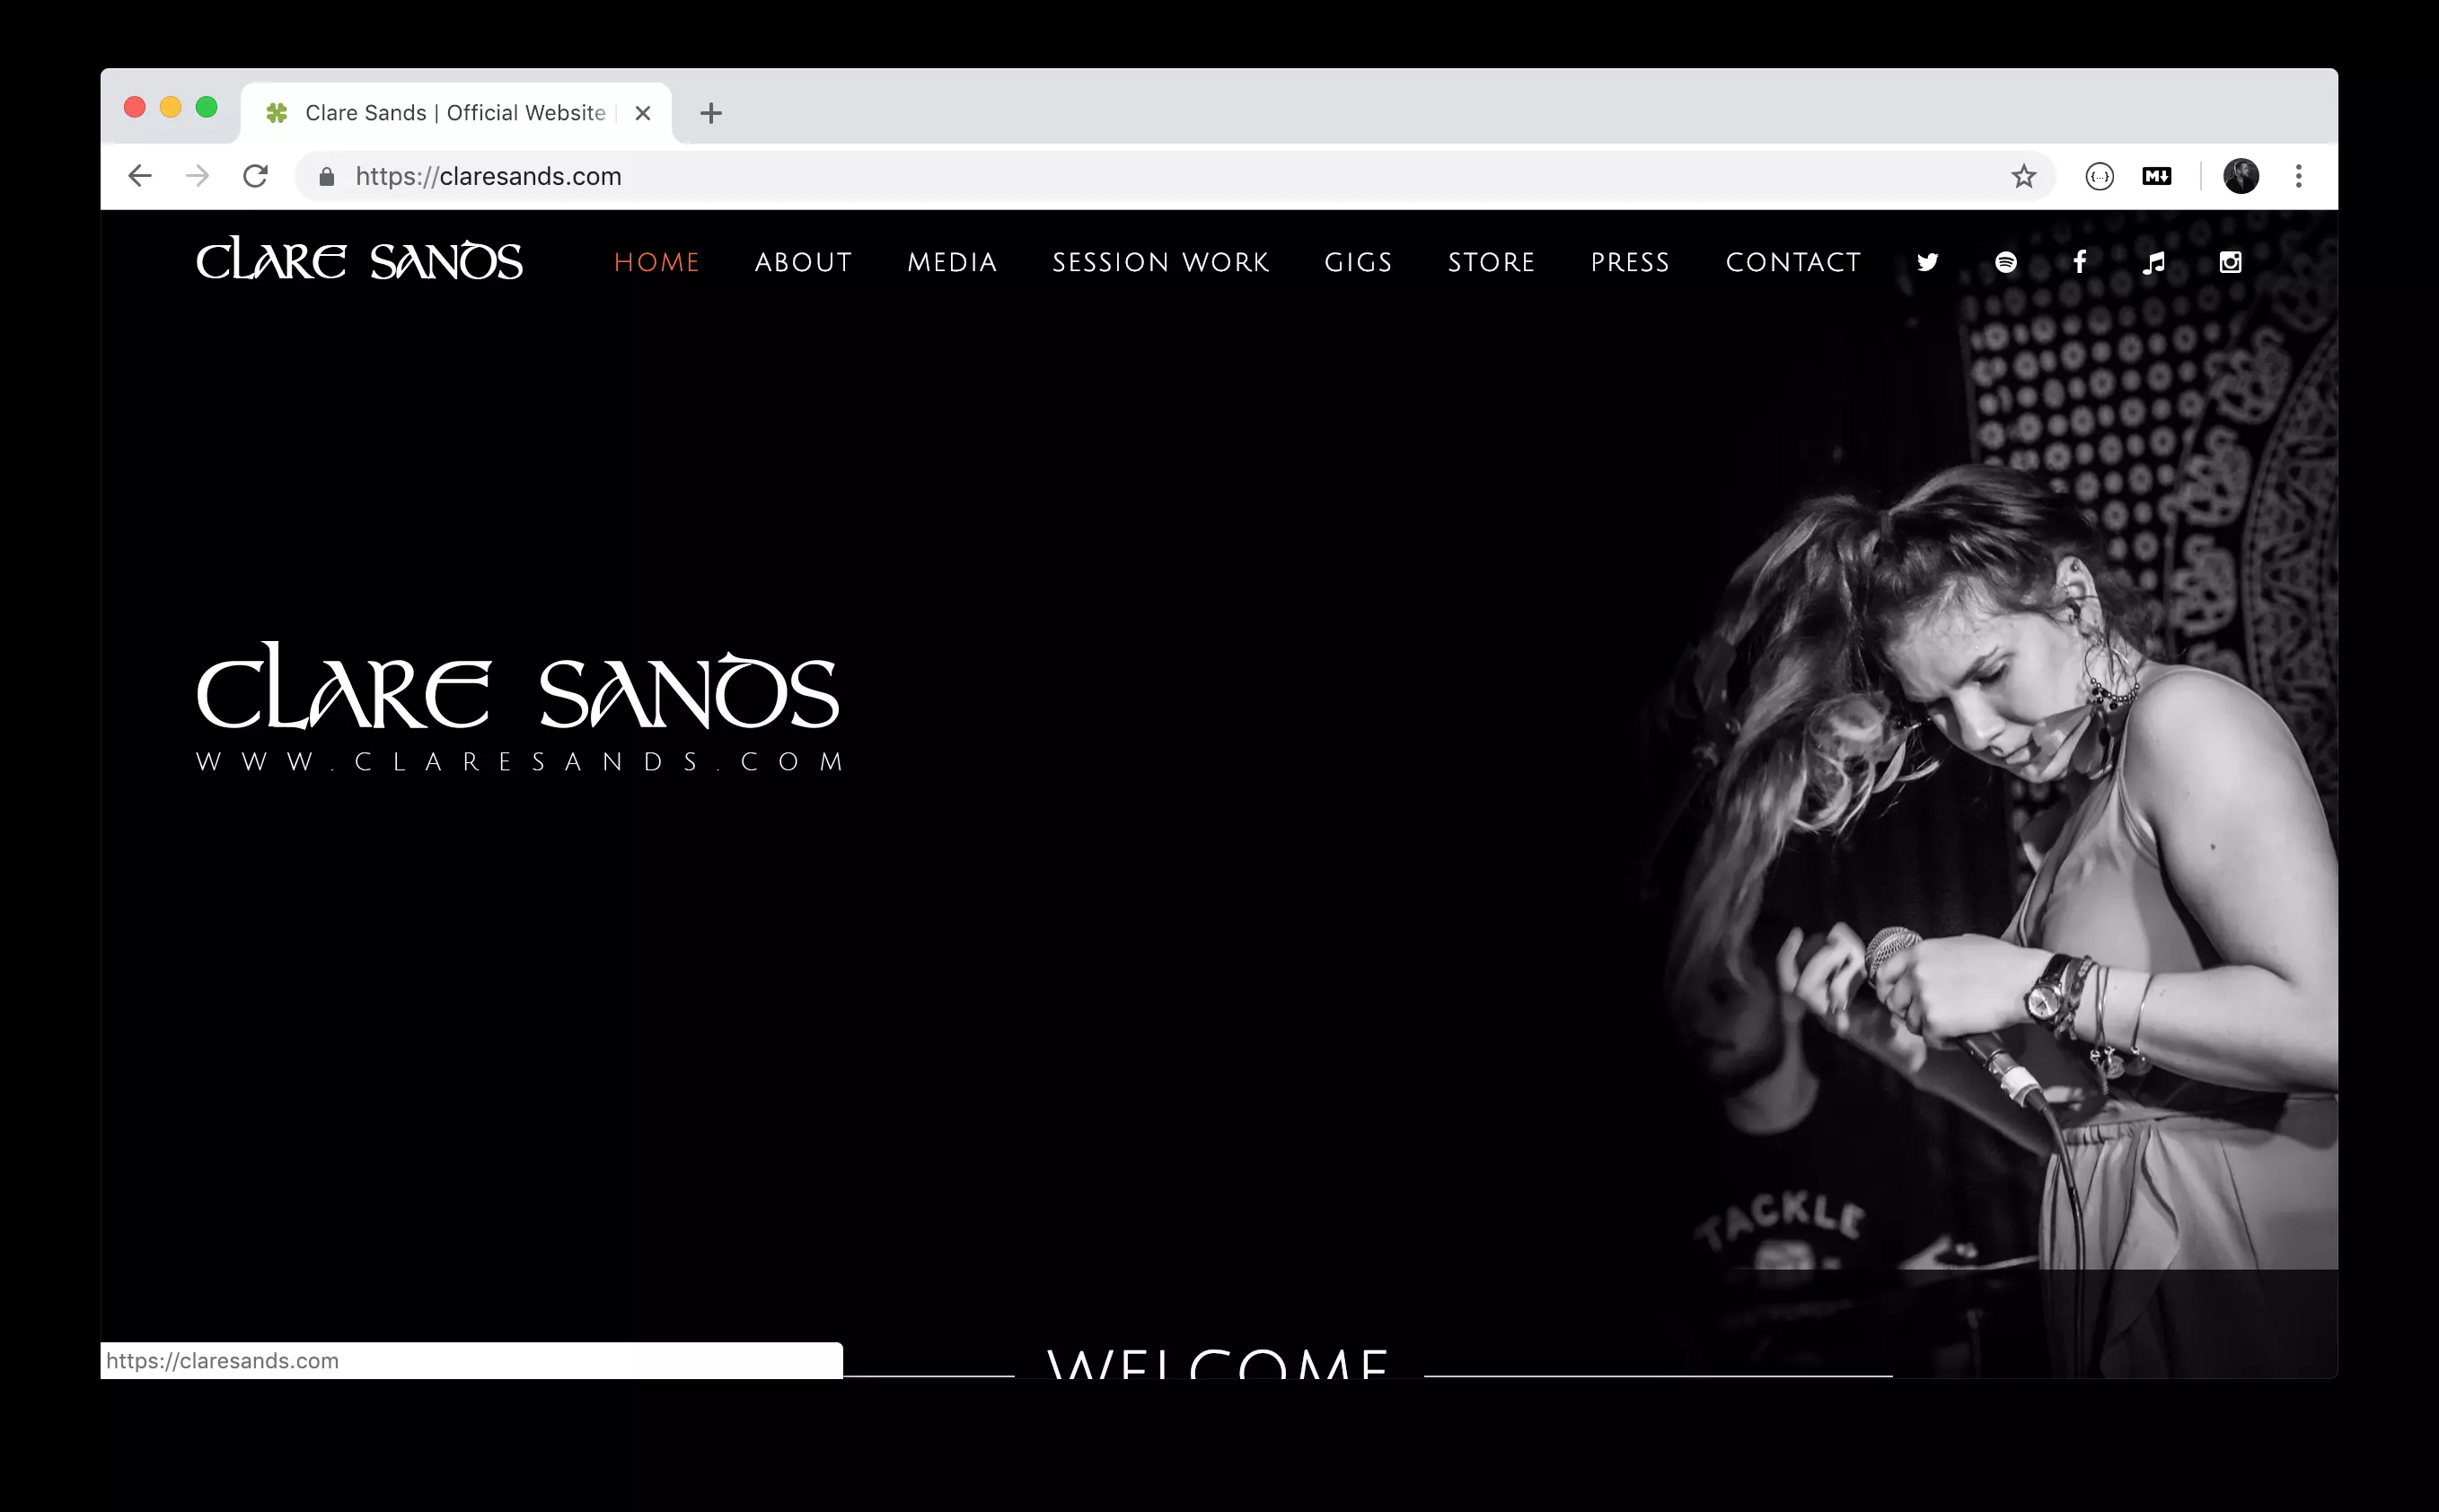 Clare Sands | Official Website
https://claresands.com
CLARE SANDS HOME ABOUT MEDIA SESSION WORK GIGS STORE PRESS CONTACT
CLARE SANDS
WWW.CLARESANDS.COM
TACKLE
https://claresands.com
WELCOME